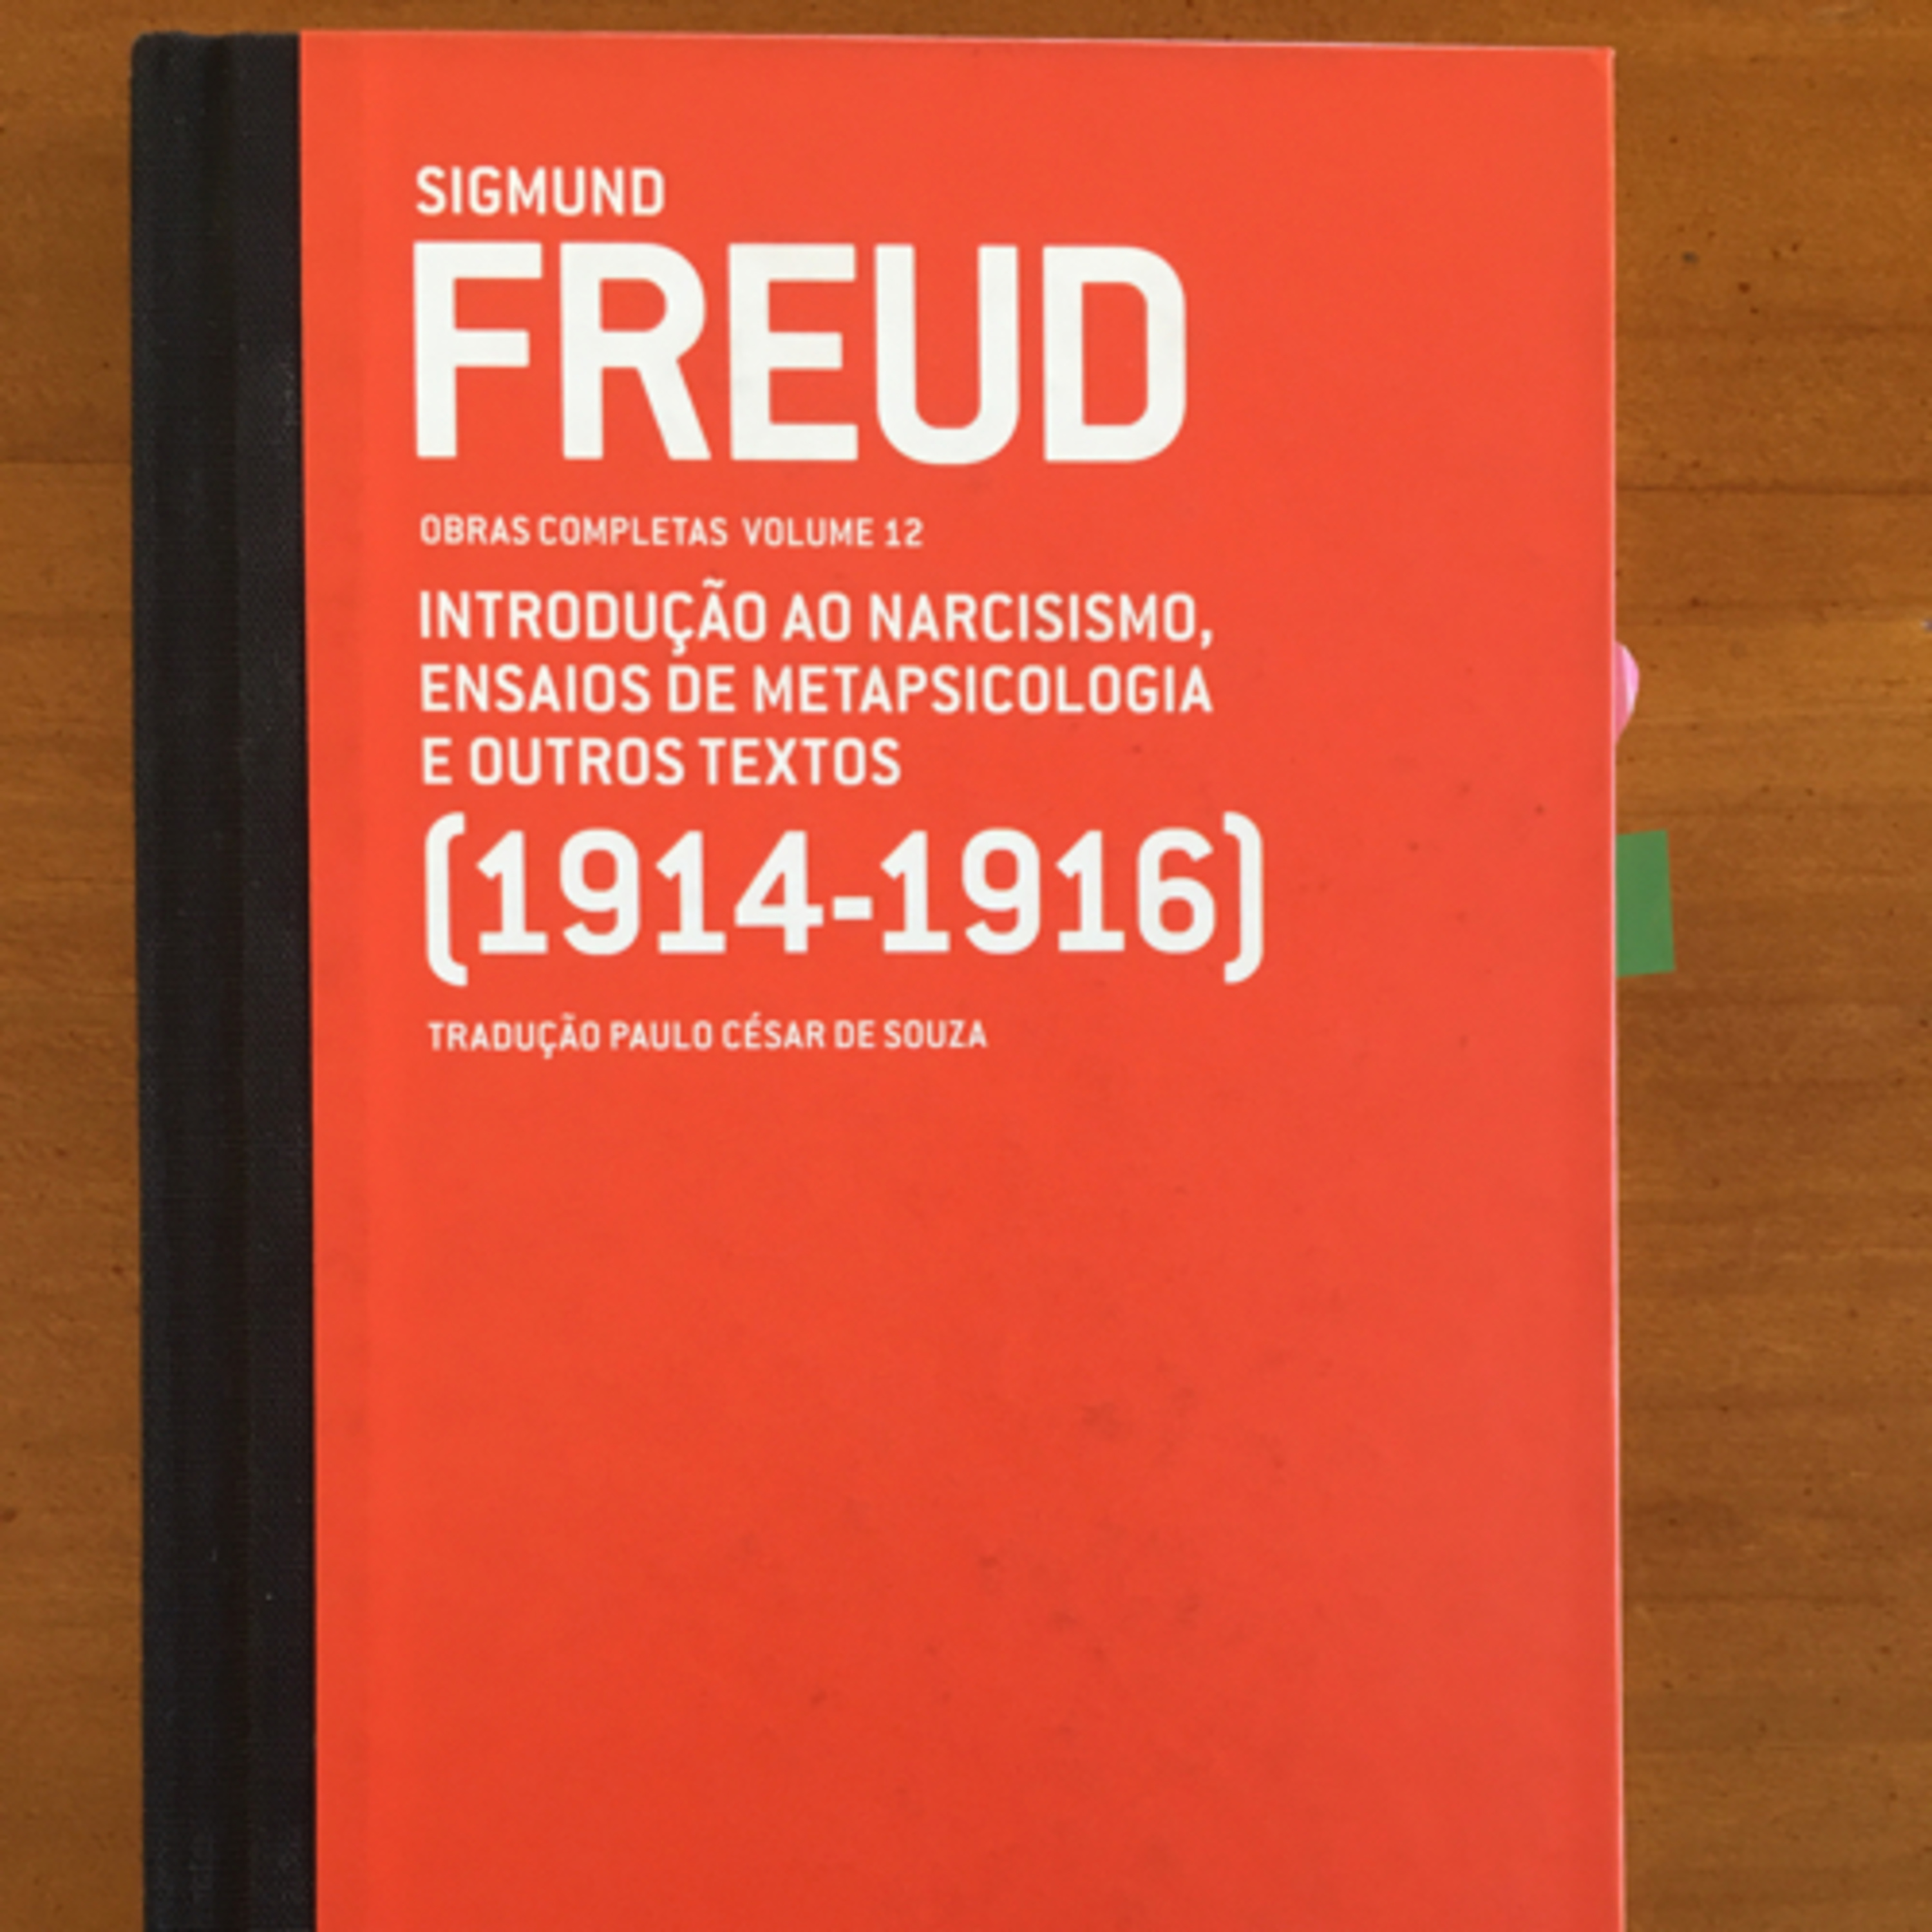 SIGMUND
FREUD
OBRAS COMPLETAS VOLUME 12
INTRODUÇÃO AO NARCISISMO,
ENSAIOS DE METAPSICOLOGIA
E OUTROS TEXTOS
(1914-1916)
TRADUÇÃO PAULO CÉSAR DE SOUZA